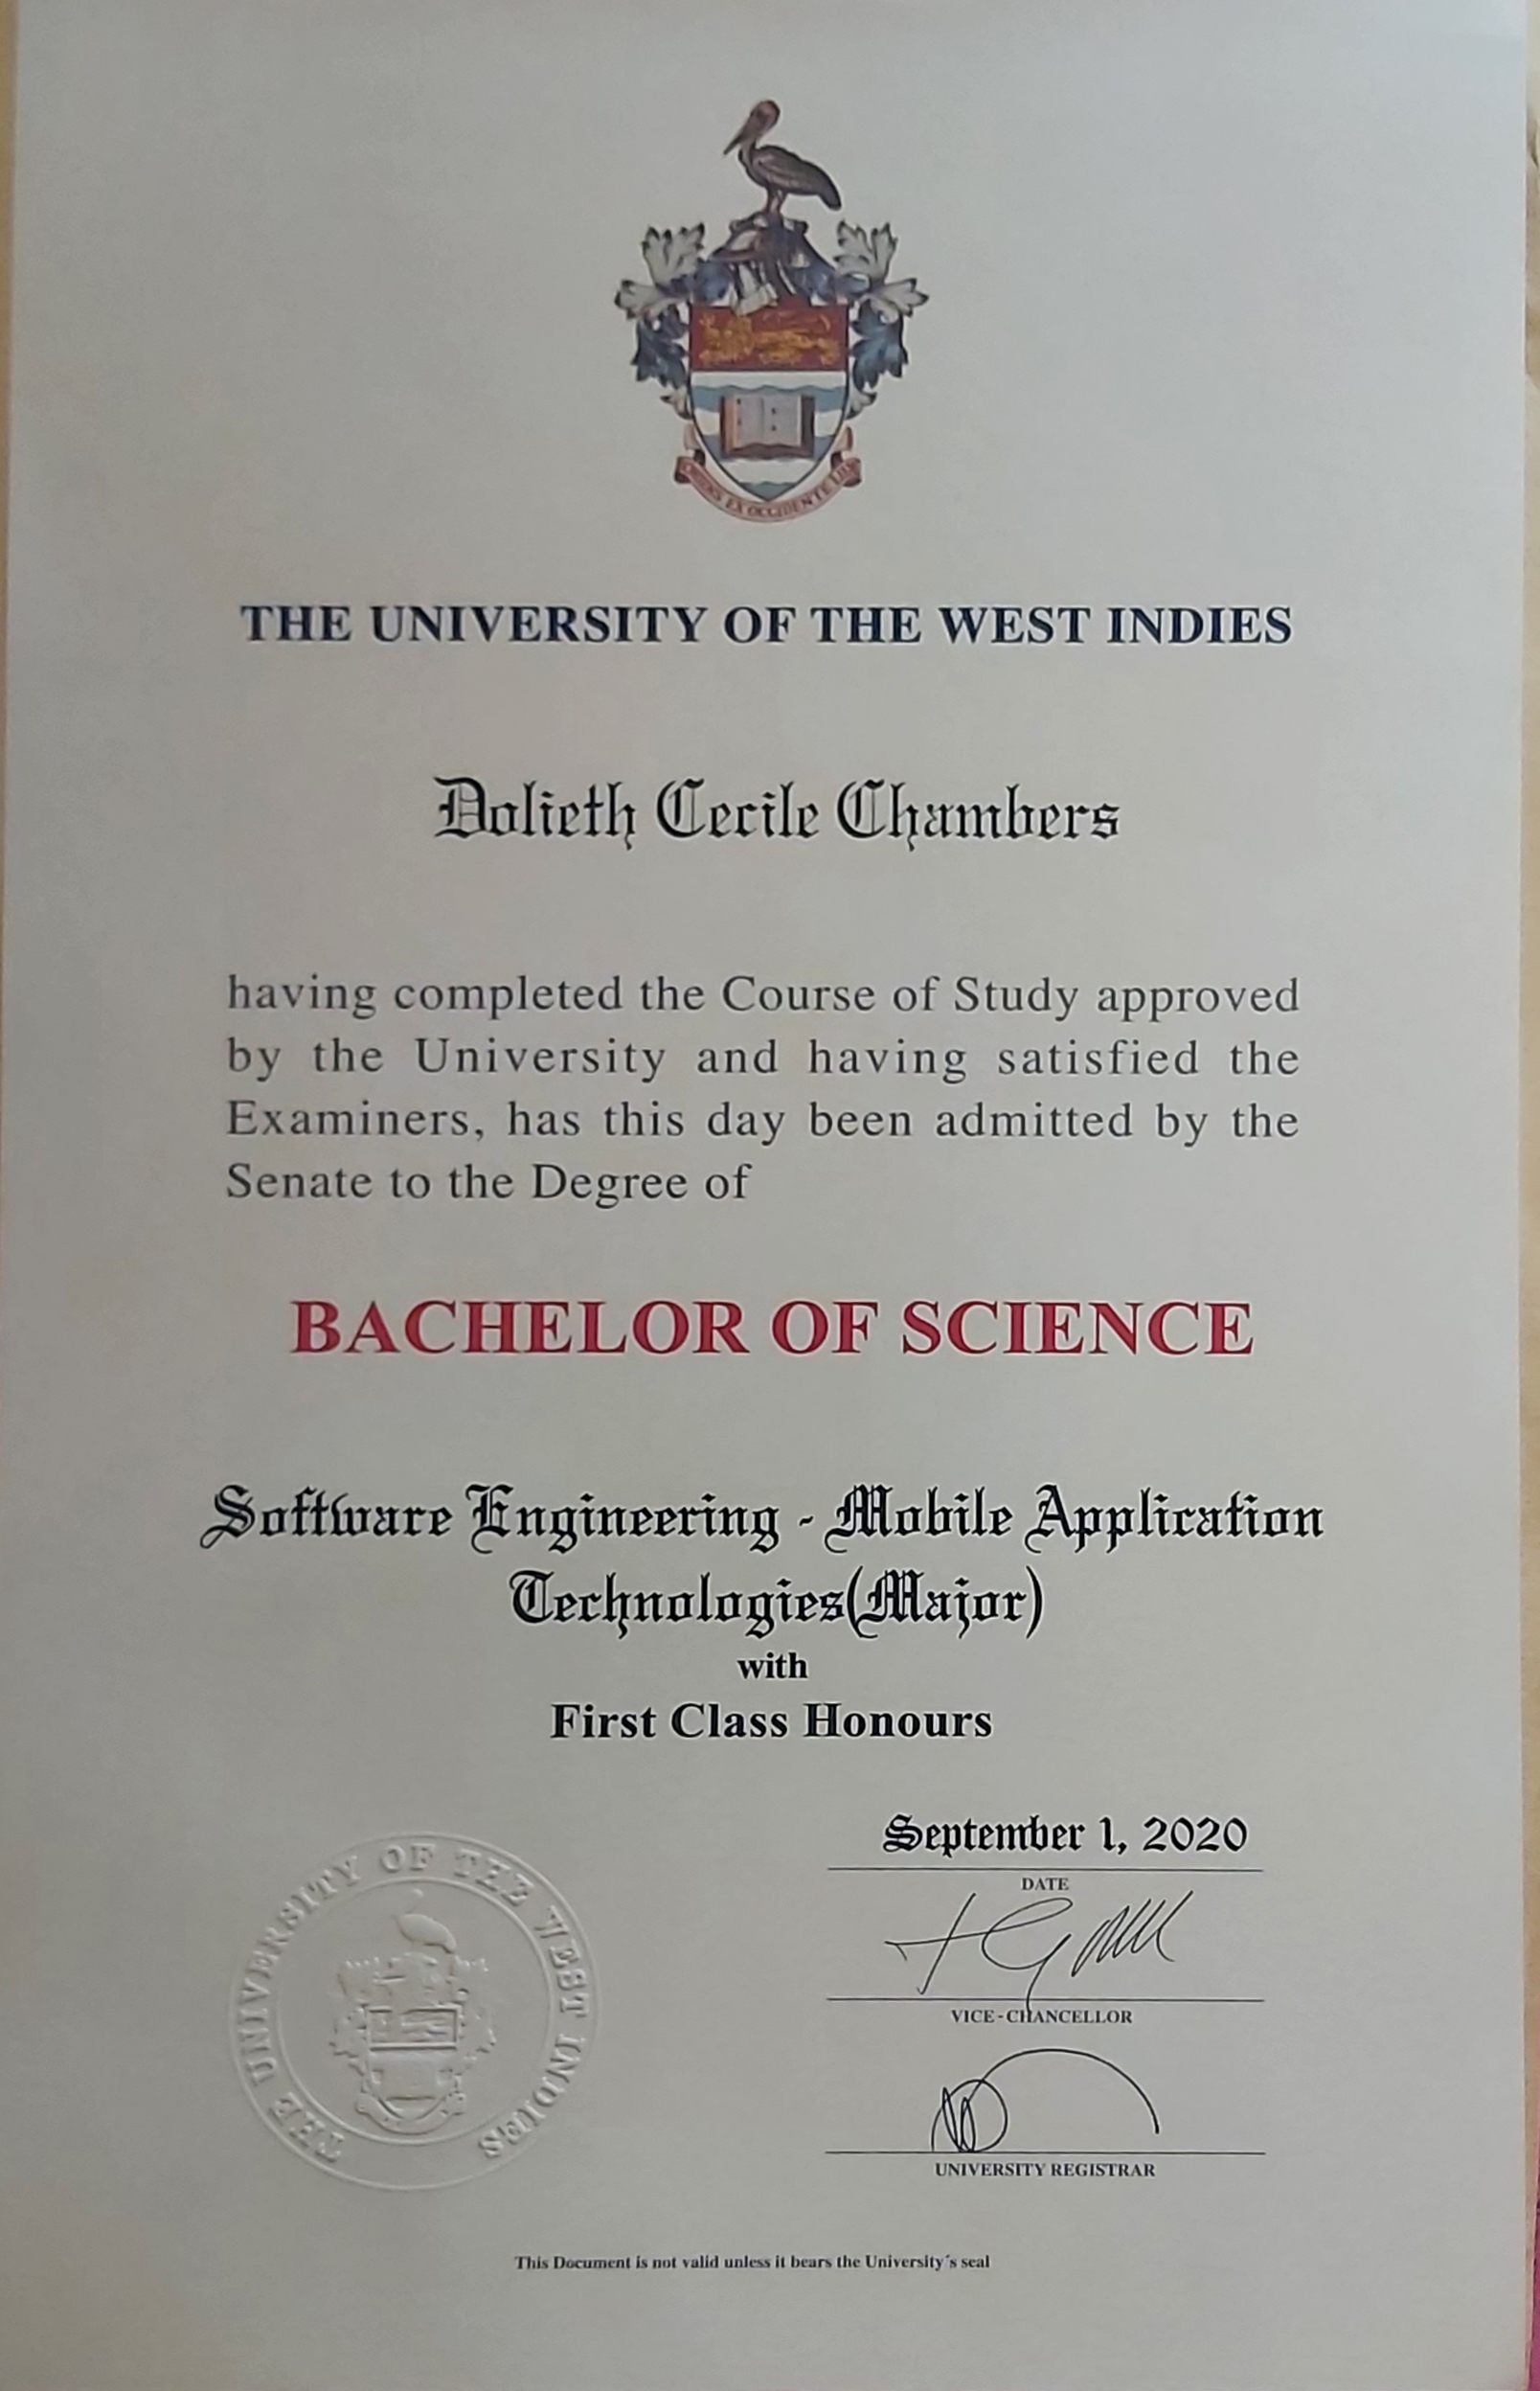 ORIENS EX OCCIDENTE LUX
THE UNIVERSITY OF THE WEST INDIES
Dolieth Cecile Chambers
having completed the Course of Study approved
by the University and having satisfied the
Examiners, has this day been admitted by the
Senate to the Degree of
BACHELOR OF SCIENCE
Software Engineering - Mobile Application
Technologies(Major)
with
First Class Honours
September 1, 2020
DATE
VICE-CHANCELLOR
UNIVERSITY REGISTRAR
THE UNIVERSITY OF THE WEST INDIES
This Document is not valid unless it bears the University's seal